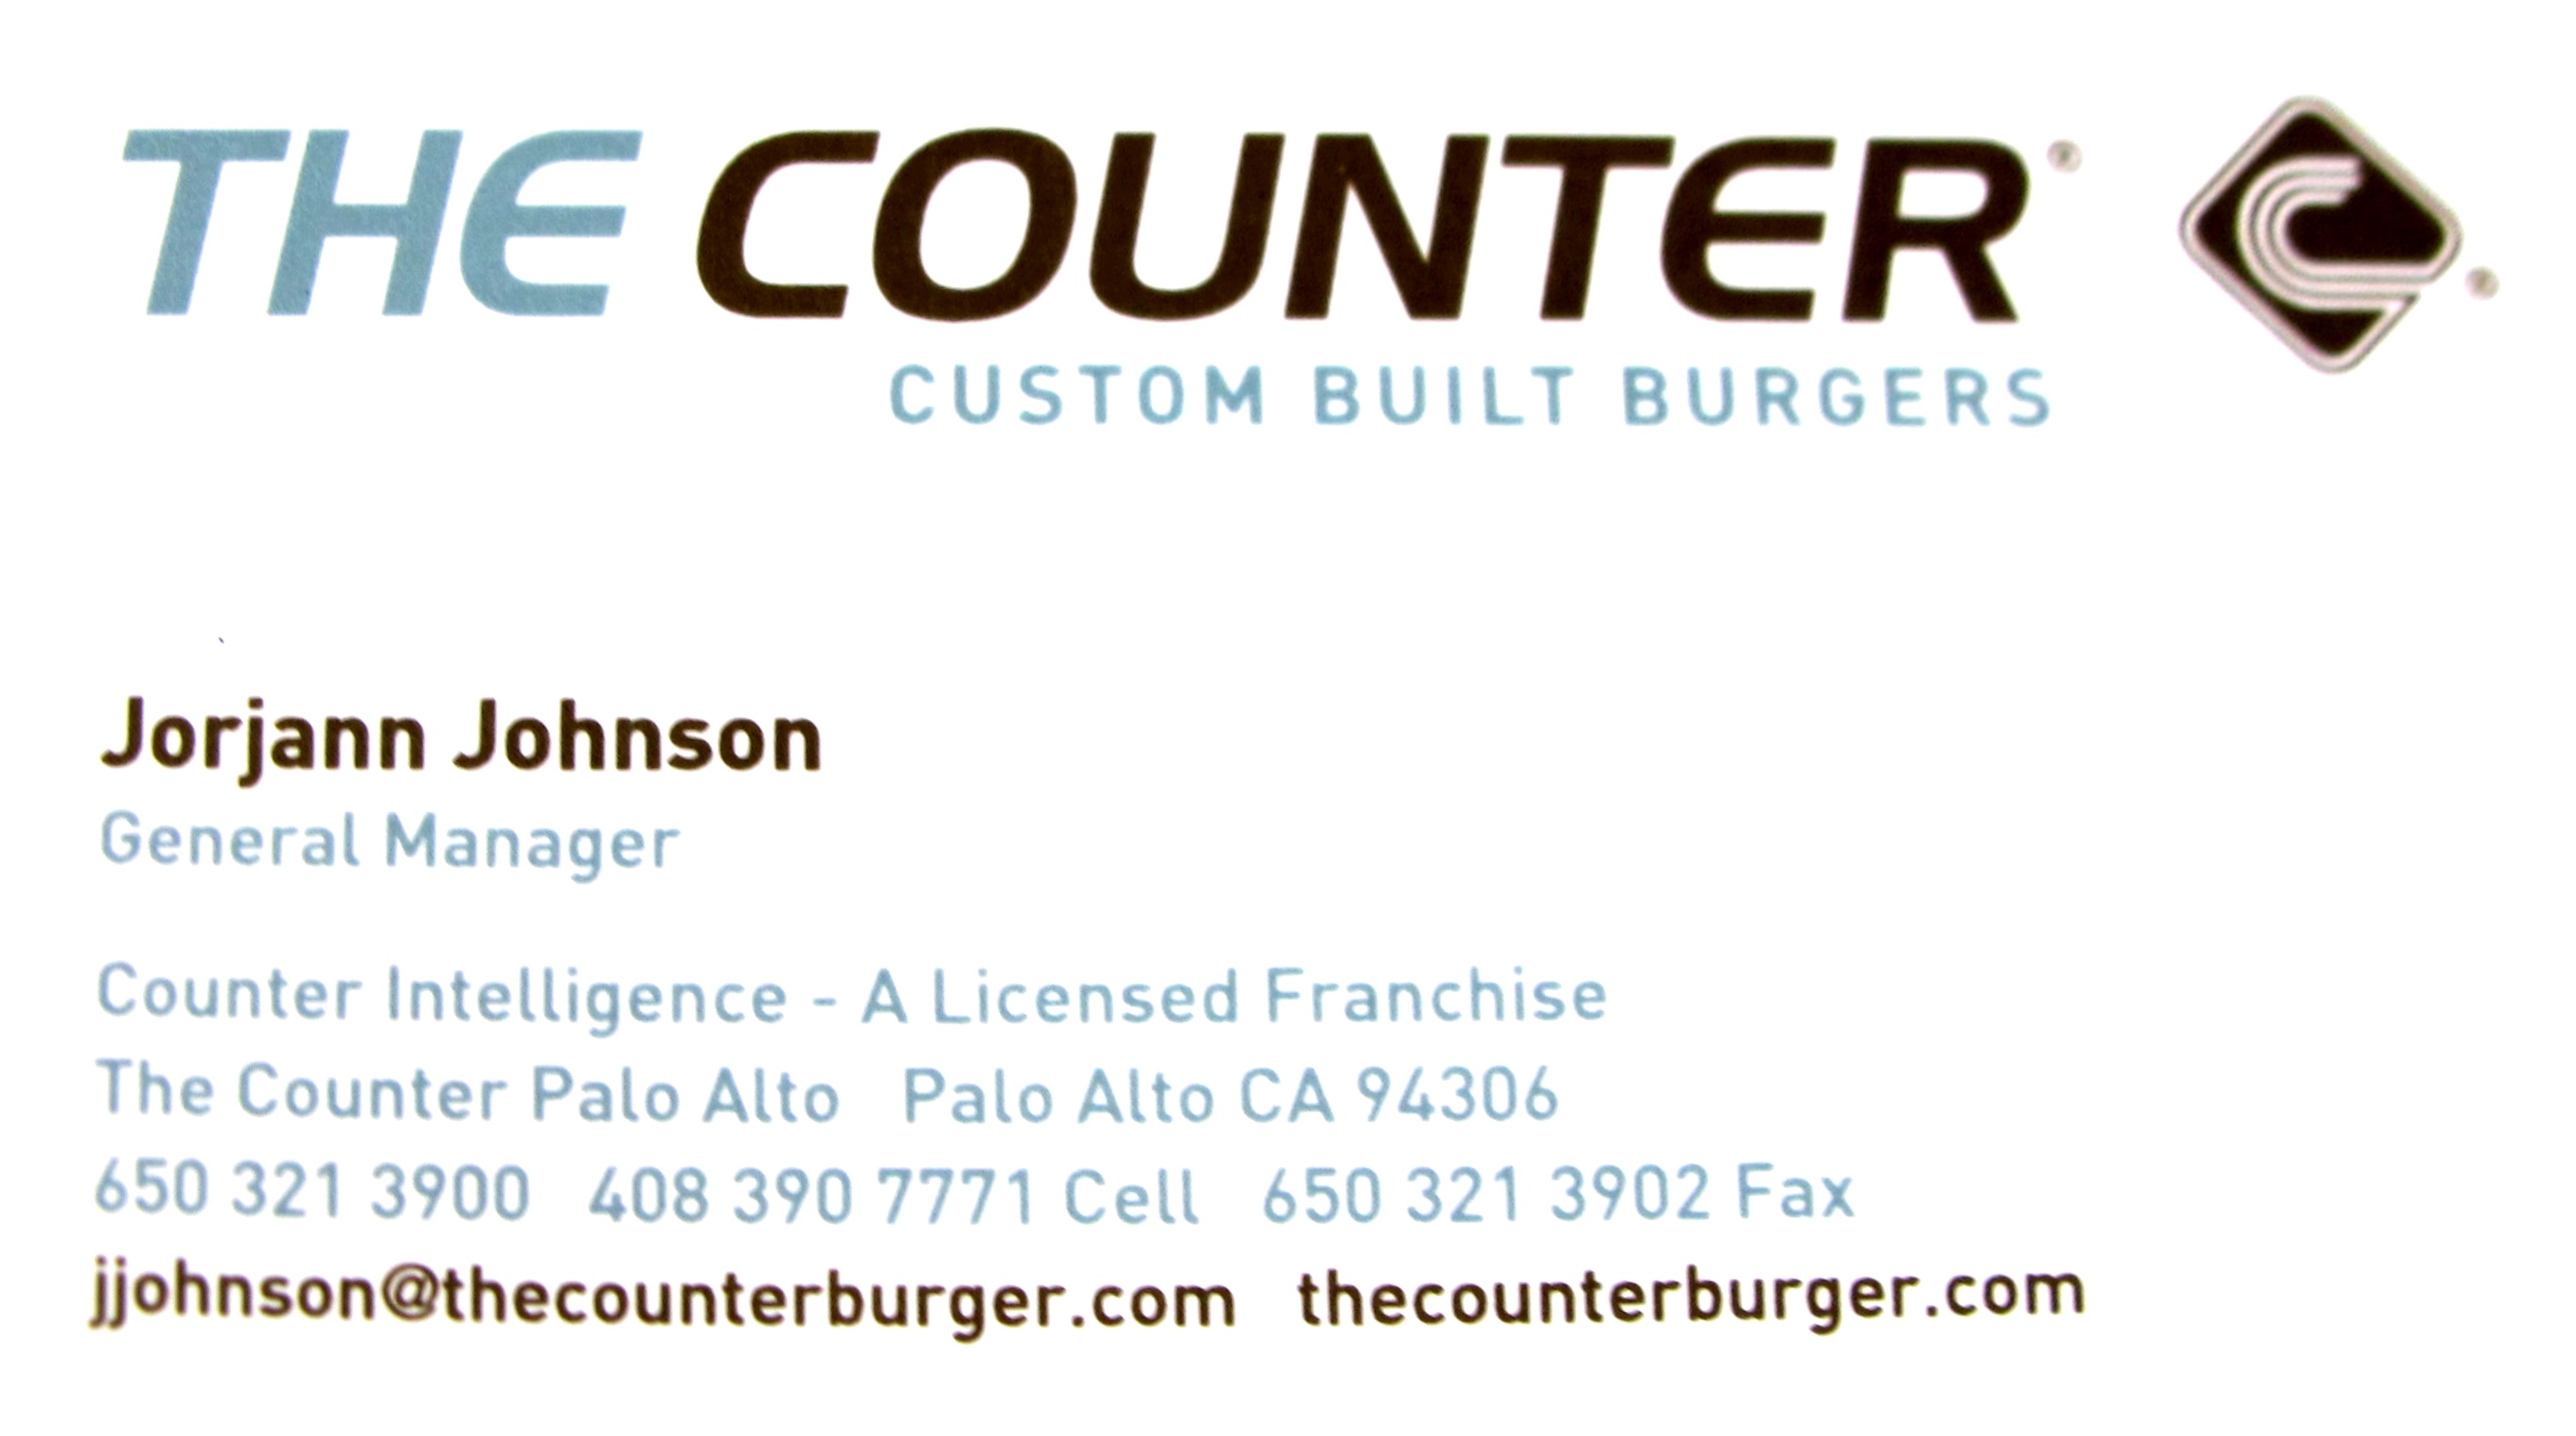 THE COUNTER®
CUSTOM BUILT BURGERS
Jorjann Johnson
General Manager
Counter Intelligence - A Licensed Franchise
The Counter Palo Alto Palo Alto CA 94306
650 321 3900 408 390 7771 Cell 650 321 3902 Fax
jjohnson@thecounterburger.com thecounterburger.com